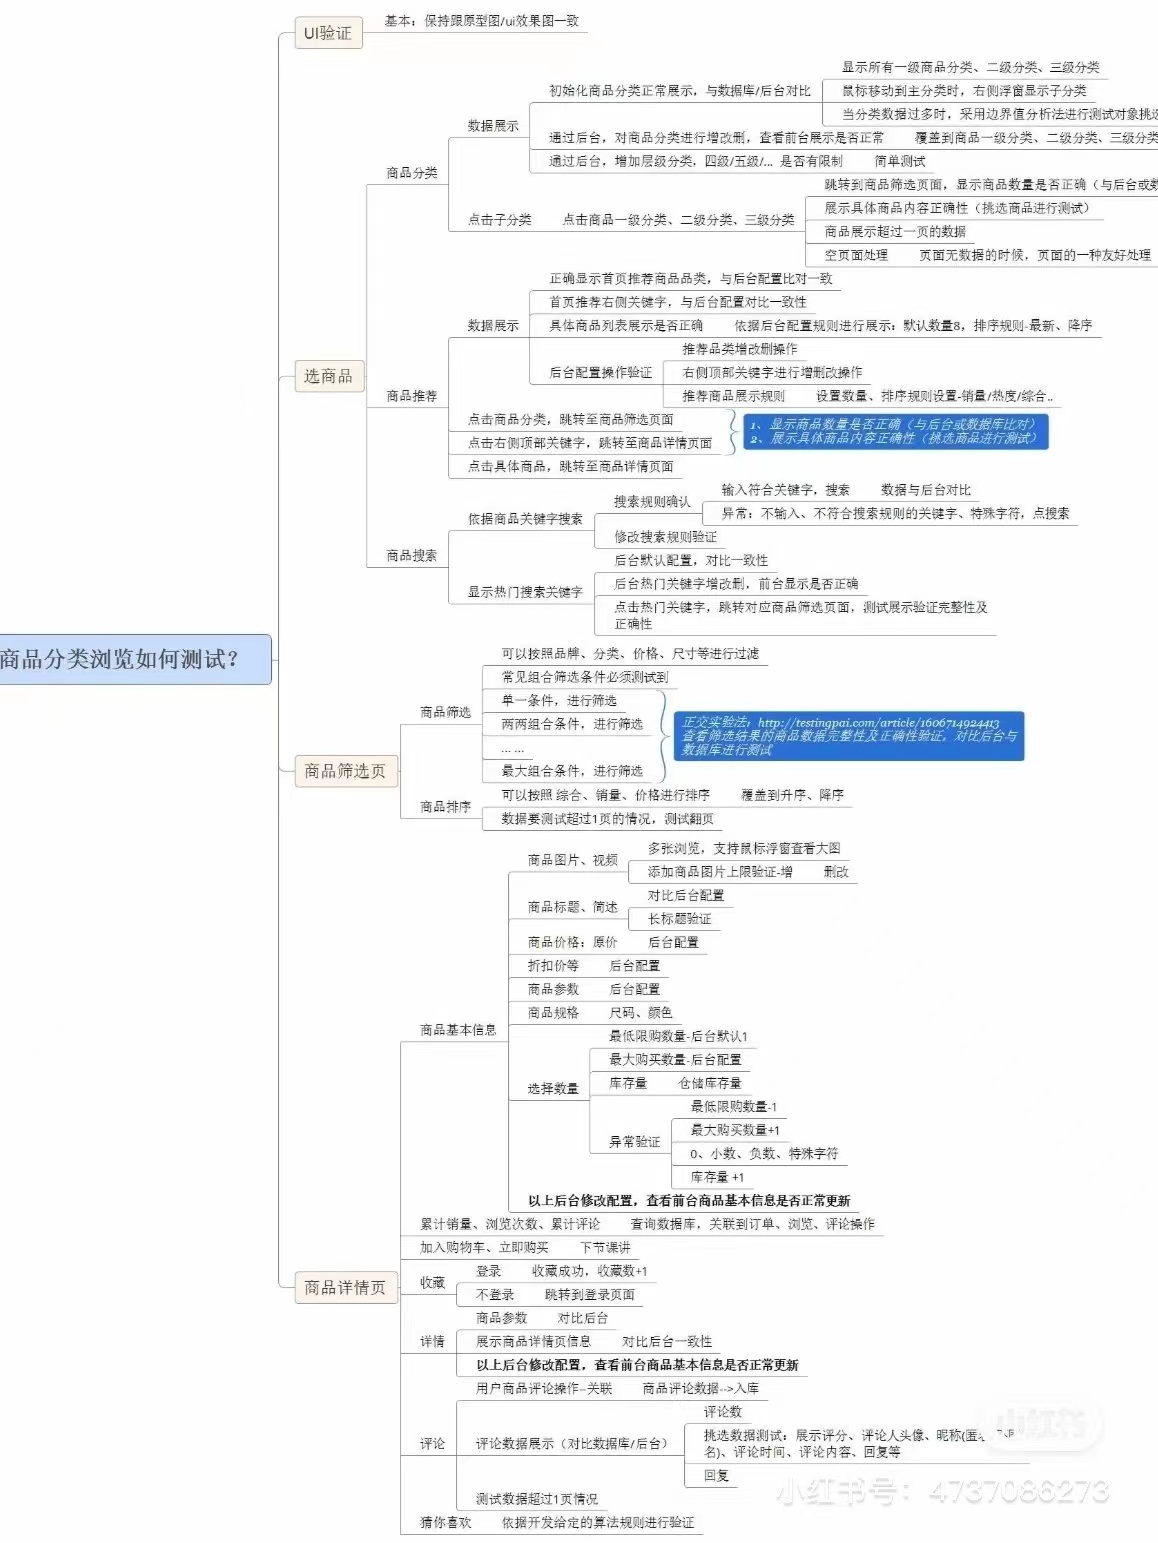 商品分类浏览如何测试？
UI验证
基本：保持跟原型图/ui效果图一致
选商品
商品分类
数据展示
初始化商品分类正常展示，与数据库/后台对比
显示所有一级商品分类、二级分类、三级分类
鼠标移动到主分类时，右侧浮窗显示子分类
当分类数据过多时，采用边界值分析法进行测试对象挑选
通过后台，对商品分类进行增改删，查看前台展示是否正常
覆盖到商品一级分类、二级分类、三级分类
通过后台，增加层级分类，四级/五级/... 是否有限制
简单测试
点击子分类
点击商品一级分类、二级分类、三级分类
跳转到商品筛选页面，显示商品数量是否正确（与后台或数
展示具体商品内容正确性（挑选商品进行测试）
商品展示超过一页的数据
空页面处理
页面无数据的时候，页面的一种友好处理
商品推荐
数据展示
正确显示首页推荐商品品类，与后台配置比对一致
首页推荐右侧关键字，与后台配置对比一致性
具体商品列表展示是否正确
依据后台配置规则进行展示：默认数量8，排序规则-最新、降序
后台配置操作验证
推荐品类增改删操作
右侧顶部关键字进行增删改操作
推荐商品展示规则
设置数量、排序规则设置-销量/热度/综合..
点击商品分类，跳转至商品筛选页面
点击右侧顶部关键字，跳转至商品详情页面
点击具体商品，跳转至商品详情页面
1、显示商品数量是否正确（与后台或数据库比对）
2、展示具体商品内容正确性（挑选商品进行测试）
商品搜索
依据商品关键字搜索
搜索规则确认
输入符合关键字，搜索
数据与后台对比
异常：不输入、不符合搜索规则的关键字、特殊字符，点搜索
修改搜索规则验证
显示热门搜索关键字
后台默认配置，对比一致性
后台热门关键字增改删，前台显示是否正确
点击热门关键字，跳转对应商品筛选页面，测试展示验证完整性及
正确性
商品筛选页
商品筛选
可以按照品牌、分类、价格、尺寸等进行过滤
常见组合筛选条件必须测试到
单一条件，进行筛选
两两组合条件，进行筛选
... ...
最大组合条件，进行筛选
正交实验法：http://testingpai.com/article/1606714924413
查看筛选结果的商品数据完整性及正确性验证，对比后台与
数据库进行测试
商品排序
可以按照 综合、销量、价格进行排序
覆盖到升序、降序
数据要测试超过1页的情况，测试翻页
商品详情页
商品基本信息
商品图片、视频
多张浏览，支持鼠标浮窗查看大图
添加商品图片上限验证-增
删改
商品标题、简述
对比后台配置
长标题验证
商品价格：原价
后台配置
折扣价等
后台配置
商品参数
后台配置
商品规格
尺码、颜色
选择数量
最低限购数量-后台默认1
最大购买数量-后台配置
库存量
仓储库存量
异常验证
最低限购数量-1
最大购买数量+1
0、小数、负数、特殊字符
库存量 +1
以上后台修改配置，查看前台商品基本信息是否正常更新
累计销量、浏览次数、累计评论
查询数据库，关联到订单、浏览、评论操作
加入购物车、立即购买
下节课讲
收藏
登录
收藏成功，收藏数+1
不登录
跳转到登录页面
详情
商品参数
对比后台
展示商品详情页信息
对比后台一致性
以上后台修改配置，查看前台商品基本信息是否正常更新
评论
用户商品评论操作--关联
商品评论数据-->入库
评论数据展示（对比数据库/后台）
评论数
挑选数据测试：展示评分、评论人头像、昵称(匿
名)、评论时间、评论内容、回复等
回复
测试数据超过1页情况
猜你喜欢
依据开发给定的算法规则进行验证
小红书
小红书号：4737086273